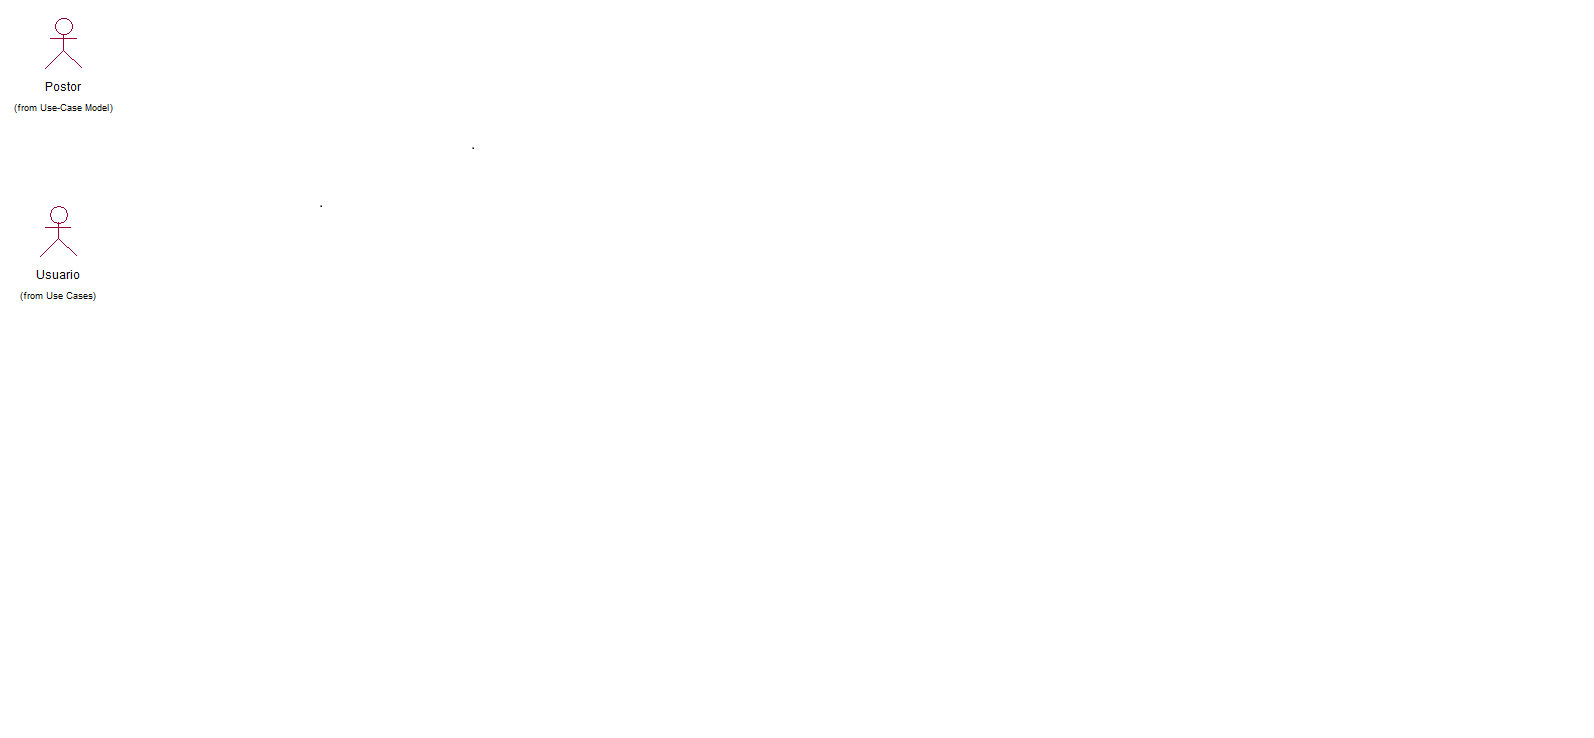 Postor
(from Use-Case Model)
Usuario
(from Use Cases)